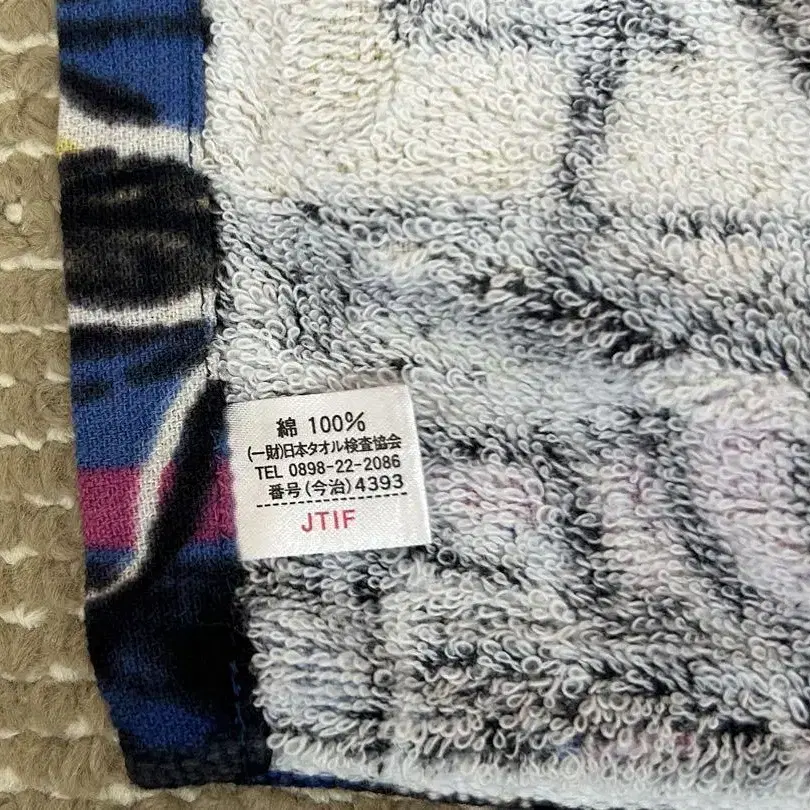 綿 100%
(一財)日本タオル検査協会
TEL 0898-22-2086
番号(今治)4393
JTIF